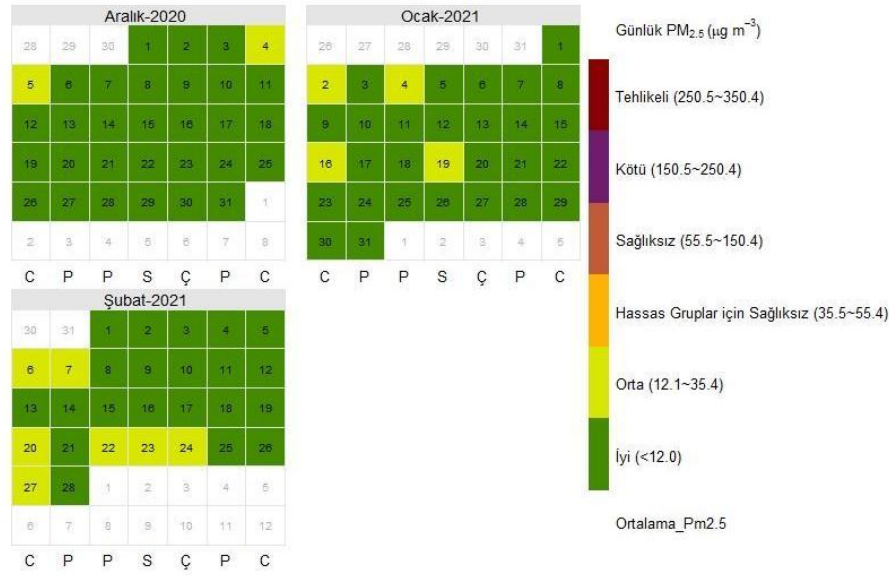 Aralık-2020
28 29 30 1 2 3 4
5 6 7 8 9 10 11
12 13 14 15 16 17 18
19 20 21 22 23 24 25
26 27 28 29 30 31 1
2 3 4 5 6 7 8
C P P S Ç P C
Ocak-2021
26 27 28 29 30 31 1
2 3 4 5 6 7 8
9 10 11 12 13 14 15
16 17 18 19 20 21 22
23 24 25 26 27 28 29
30 31 1 2 3 4 5
C P P S Ç P C
Şubat-2021
30 31 1 2 3 4 5
6 7 8 9 10 11 12
13 14 15 16 17 18 19
20 21 22 23 24 25 26
27 28 1 2 3 4 5
6 7 8 9 10 11 12
C P P S Ç P C
Günlük PM2.5 (µg m−3)
Tehlikeli (250.5~350.4)
Kötü (150.5~250.4)
Sağlıksız (55.5~150.4)
Hassas Gruplar için Sağlıksız (35.5~55.4)
Orta (12.1~35.4)
İyi (<12.0)
Ortalama_Pm2.5